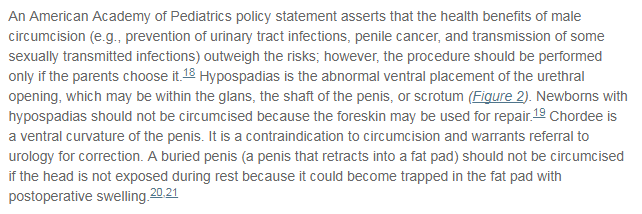 An American Academy of Pediatrics policy statement asserts that the health benefits of male
circumcision (e.g., prevention of urinary tract infections, penile cancer, and transmission of some
sexually transmitted infections) outweigh the risks; however, the procedure should be performed
only if the parents choose it.18 Hypospadias is the abnormal ventral placement of the urethral
opening, which may be within the glans, the shaft of the penis, or scrotum (Figure 2). Newborns with
hypospadias should not be circumcised because the foreskin may be used for repair.19 Chordee is
a ventral curvature of the penis. It is a contraindication to circumcision and warrants referral to
urology for correction. A buried penis (a penis that retracts into a fat pad) should not be circumcised
if the head is not exposed during rest because it could become trapped in the fat pad with
postoperative swelling.20,21